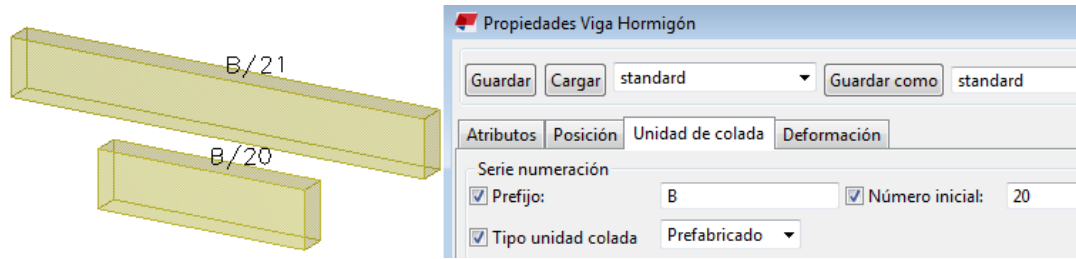 B/21
B/20
Propiedades Viga Hormigón
Guardar Cargar standard Guardar como standard
Atributos Posición Unidad de colada Deformación
Serie numeración
Prefijo: B Número inicial: 20
Tipo unidad colada Prefabricado